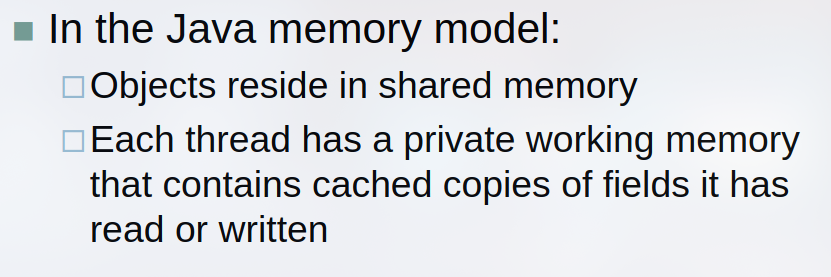 In the Java memory model:
Objects reside in shared memory
Each thread has a private working memory
that contains cached copies of fields it has
read or written